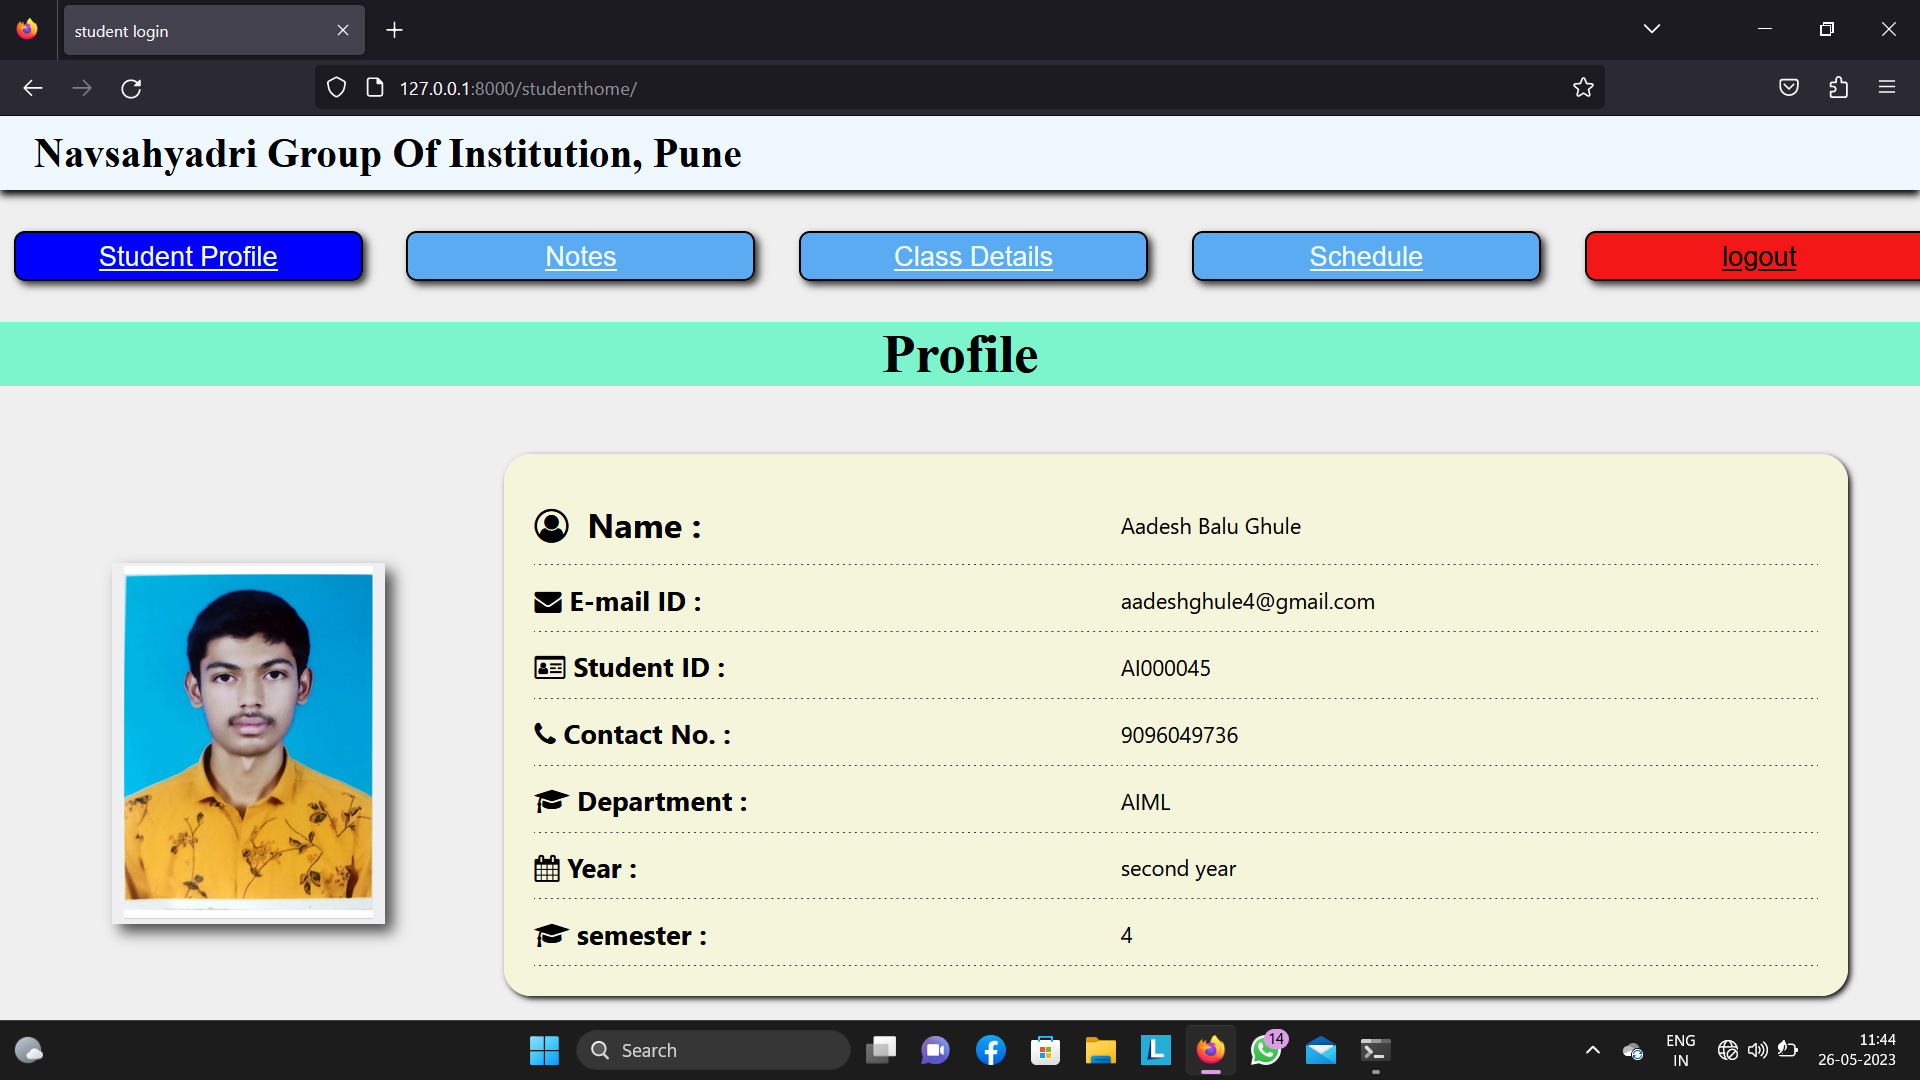 student login
127.0.0.1:8000/studenthome/
Navsahyadri Group Of Institution, Pune
Student Profile
Notes
Class Details
Schedule
logout
Profile
Name : Aadesh Balu Ghule
E-mail ID : aadeshghule4@gmail.com
Student ID : AI000045
Contact No. : 9096049736
Department : AIML
Year : second year
semester : 4
Search
L
14
ENG
IN
11:44
26-05-2023